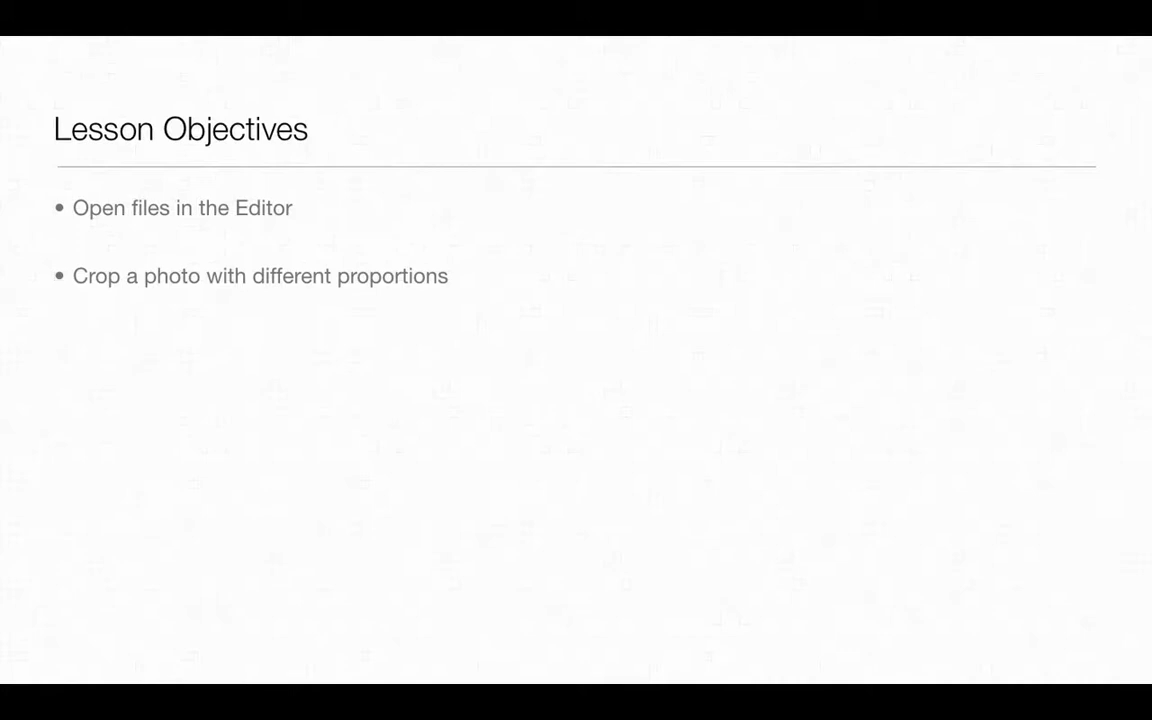 Lesson Objectives
• Open files in the Editor
• Crop a photo with different proportions